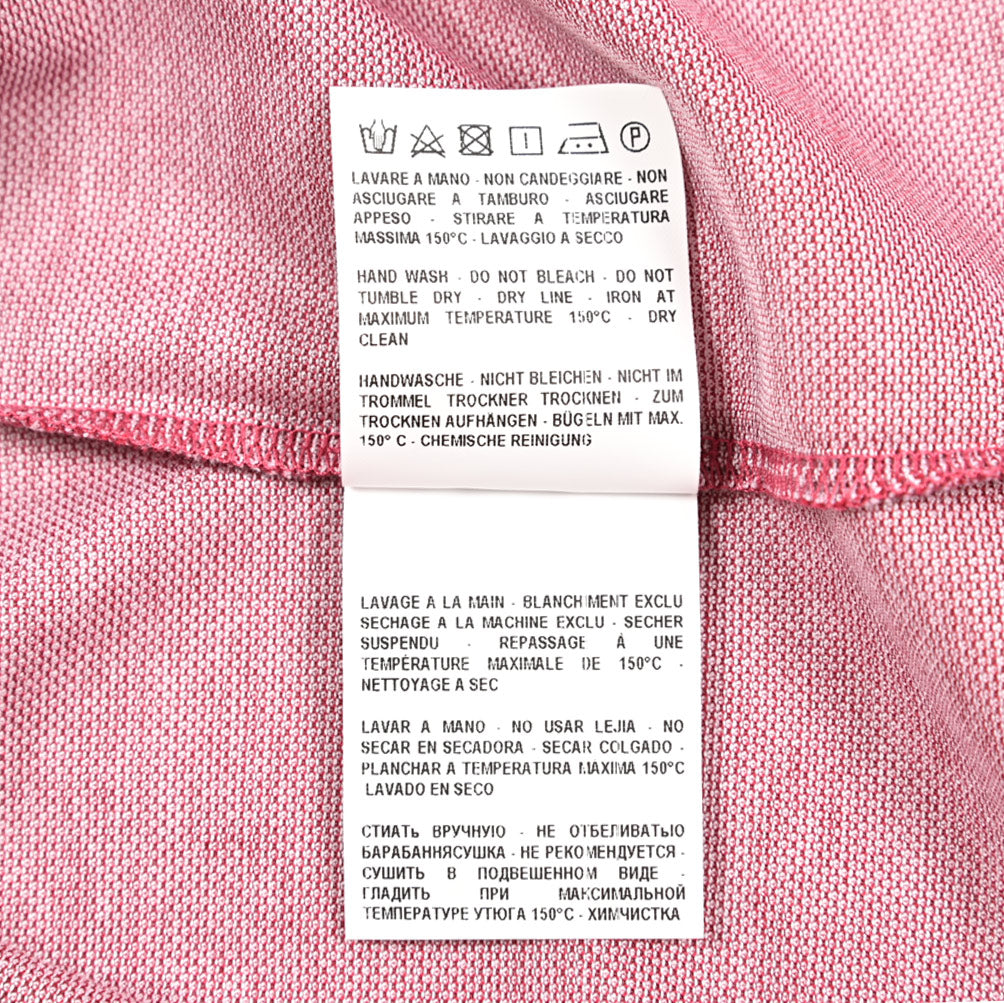 P
LAVARE A MANO - NON CANDEGGIARE - NON
ASCIUGARE A TAMBURO - ASCIUGARE
APPESO - STIRARE A TEMPERATURA
MASSIMA 150°C - LAVAGGIO A SECCO
HAND WASH - DO NOT BLEACH - DO NOT
TUMBLE DRY - DRY LINE - IRON AT
MAXIMUM TEMPERATURE 150°C - DRY
CLEAN
HANDWASCHE - NICHT BLEICHEN - NICHT IM
TROMMEL TROCKNER TROCKNEN - ZUM
TROCKNEN AUFHÄNGEN - BÜGELN MIT MAX.
150° C - CHEMISCHE REINIGUNG
LAVAGE A LA MAIN - BLANCHIMENT EXCLU
SECHAGE A LA MACHINE EXCLU - SECHER
SUSPENDU - REPASSAGE À UNE
TEMPÉRATURE MAXIMALE DE 150°C -
NETTOYAGE A SEC
LAVAR A MANO - NO USAR LEJIA - NO
SECAR EN SECADORA - SECAR COLGADO -
PLANCHAR A TEMPERATURA MAXIMA 150°C
LAVADO EN SECO
СТИАТЬ ВРУЧНУЮ - НЕ ОТБЕЛИВАТЬЮ
БАРАБАННЯСУШКА - НЕ РЕКОМЕНДУЕТСЯ -
СУШИТЬ В ПОДВЕШЕННОМ ВИДЕ -
ГЛАДИТЬ ПРИ МАКСИМАЛЬНОЙ
ТЕМПЕРАТУРЕ УТЮГА 150°C - ХИМЧИСТКА